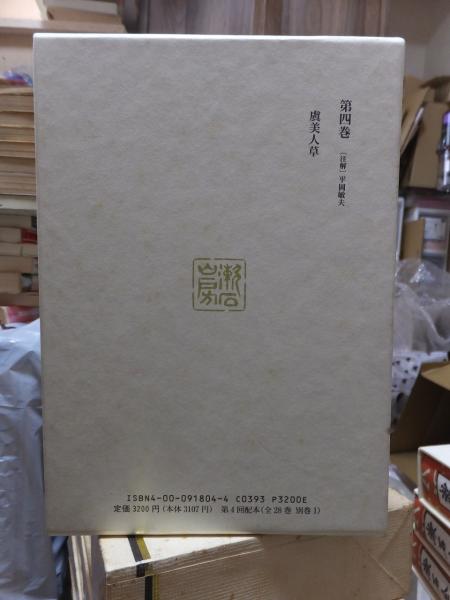 第四巻 〔注解〕平岡敏夫
虞美人草
漱石
山房
ISBN4-00-091804-4 C0393 P3200E
定価3200円(本体3107円) 第4回配本(全28巻 別巻1)